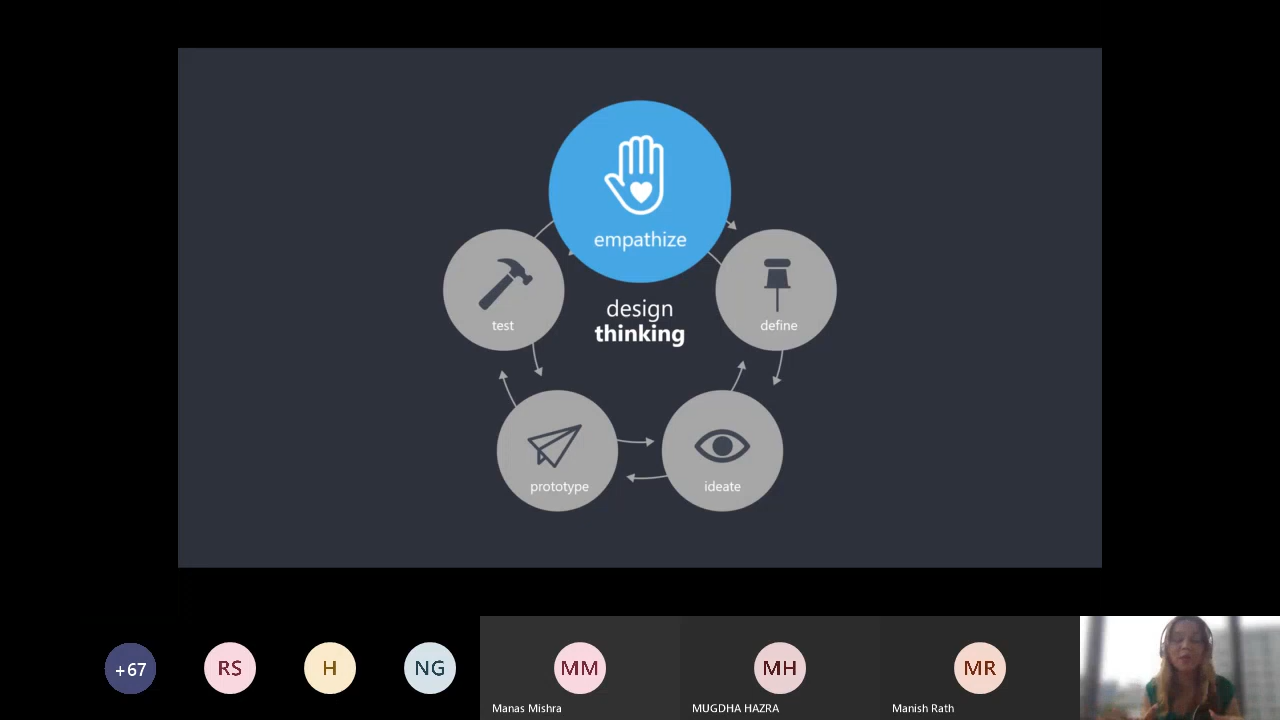 empathize
test
design
thinking
define
prototype
ideate
+67
RS
H
NG
MM
MH
MR
Manas Mishra
MUGDHA HAZRA
Manish Rath